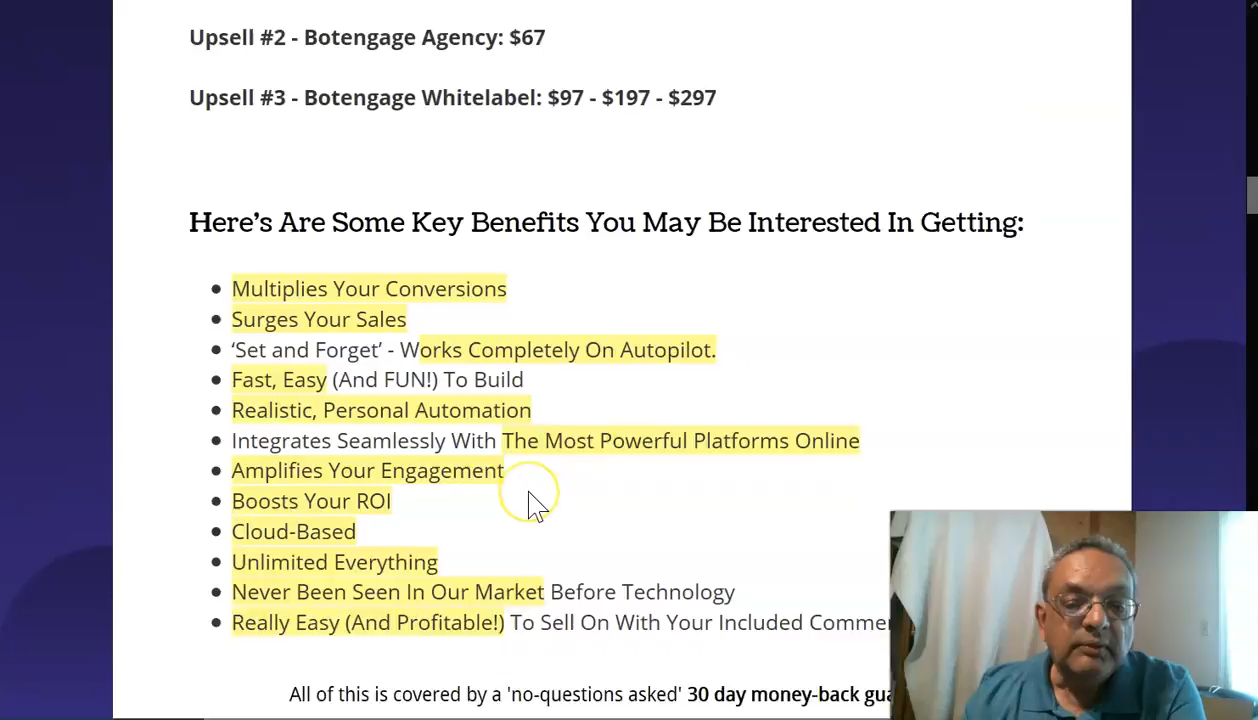 Upsell #2 - Botengage Agency: $67
Upsell #3 - Botengage Whitelabel: $97 - $197 - $297
Here's Are Some Key Benefits You May Be Interested In Getting:
Multiplies Your Conversions
Surges Your Sales
‘Set and Forget’ - Works Completely On Autopilot.
Fast, Easy (And FUN!) To Build
Realistic, Personal Automation
Integrates Seamlessly With The Most Powerful Platforms Online
Amplifies Your Engagement
Boosts Your ROI
Cloud-Based
Unlimited Everything
Never Been Seen In Our Market Before Technology
Really Easy (And Profitable!) To Sell On With Your Included
All of this is covered by a 'no-questions asked' 30 day money-back